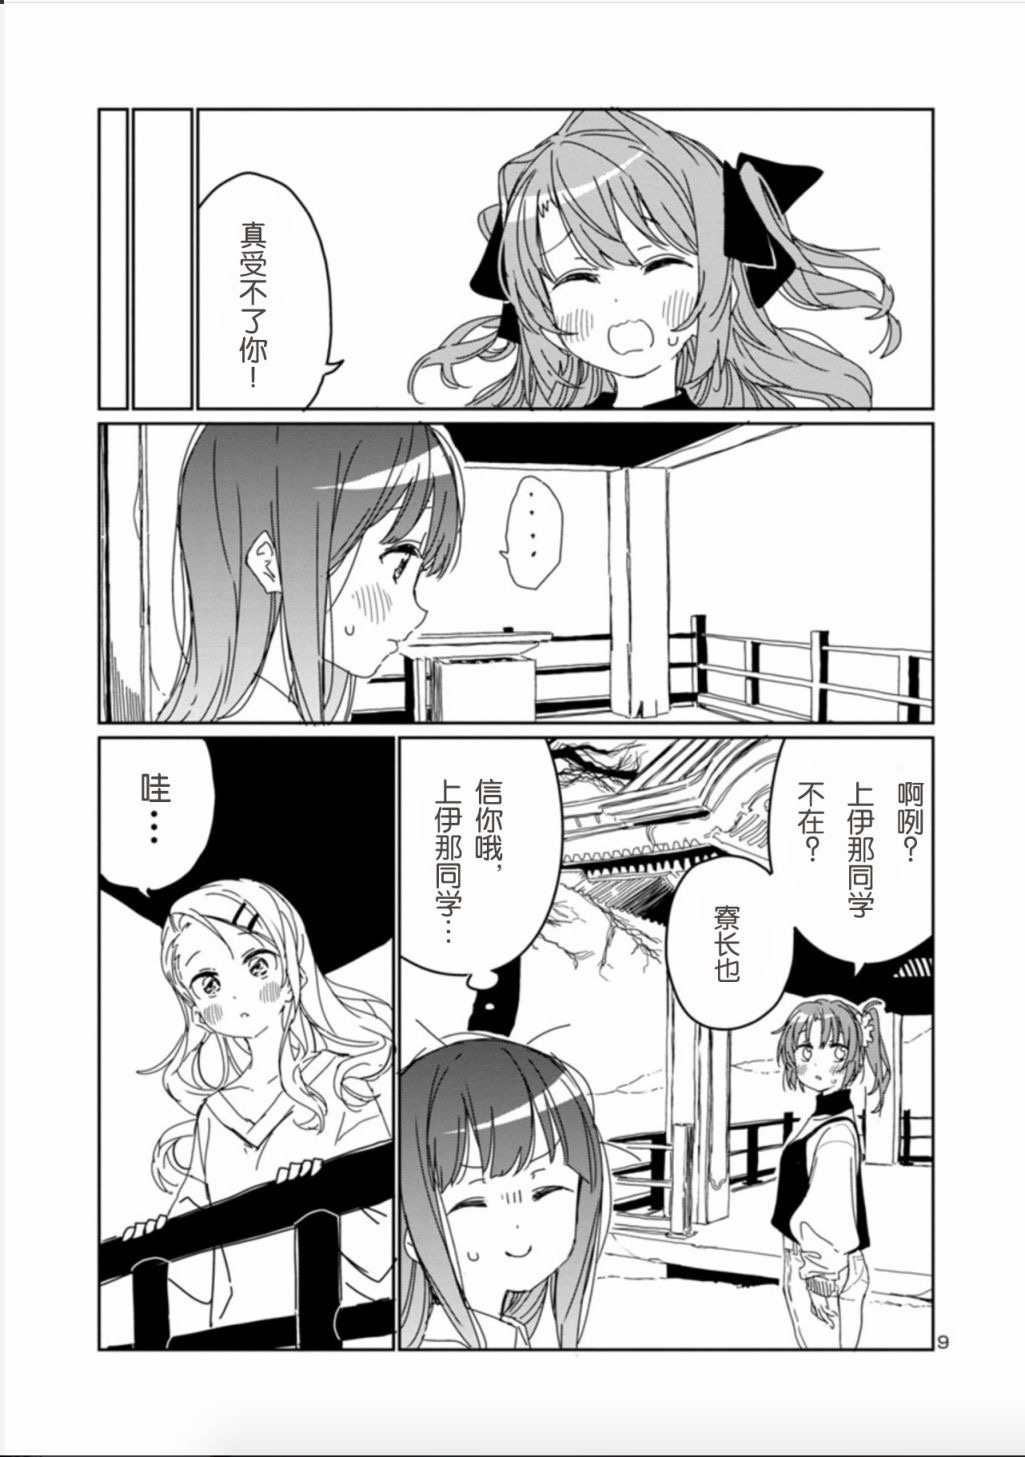 真受不了你！
....
啊咧？
上伊那同学
不在？
寮长也
信你哦，
上伊那同学…
哇…
9